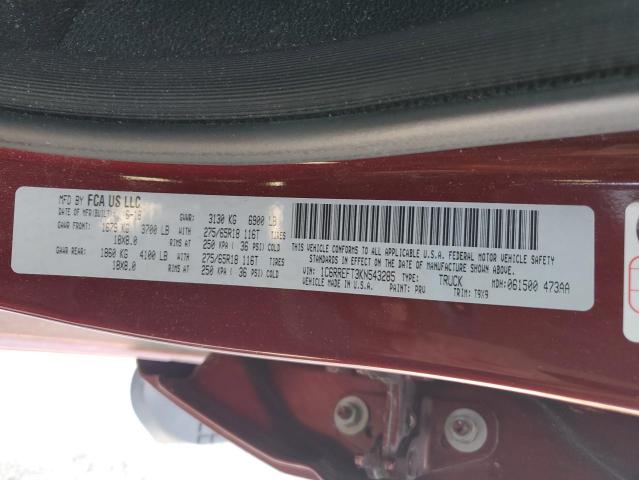 MFD BY FCA US LLC
DATE OF MFR/BUILT: 6-18 GVWR: 3130 KG 6900 LB
GAWR FRONT: 1675 KG 3700 LB 275/65R18 116T TIRES
18X8.0 RIMS AT 250 KPA ( 36 PSI) COLD
GAWR REAR: 1860 KG 4100 LB 275/65R18 116T TIRES
18X8.0 RIMS AT 250 KPA ( 36 PSI) COLD
THIS VEHICLE CONFORMS TO ALL APPLICABLE U.S.A. FEDERAL MOTOR VEHICLE SAFETY
STANDARDS IN EFFECT ON THE DATE OF MANUFACTURE SHOWN ABOVE.
VIN: 1C6RREFT3KN543285 TYPE: TRUCK MDH:061500 473AA
VEHICLE MADE IN U.S.A. PAINT: PRV TRIM: T9X9